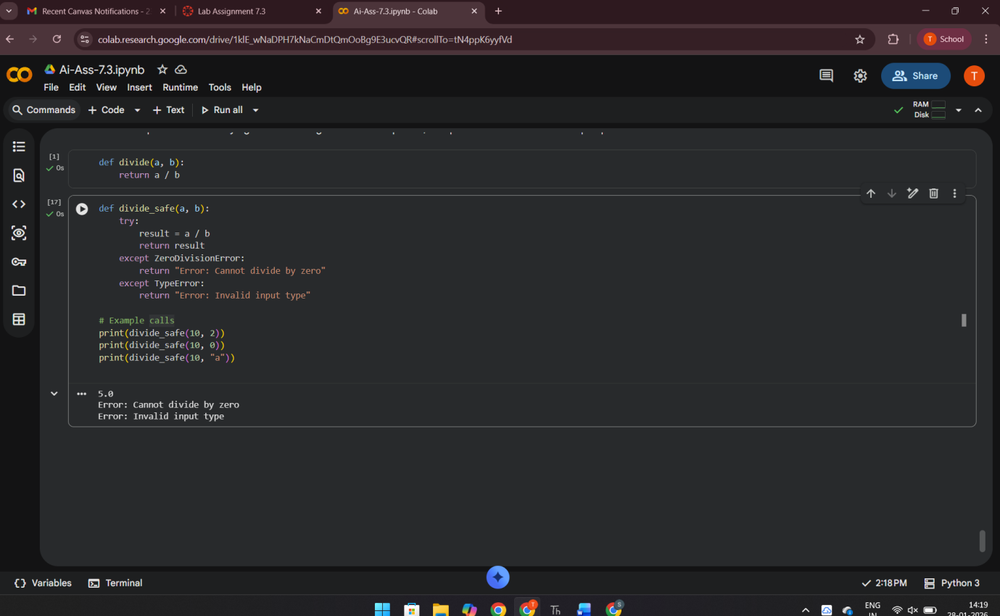 Recent Canvas Notifications - 2
Lab Assignment 7.3
Ai-Ass-7.3.ipynb - Colab
colab.research.google.com/drive/1klE_wNaDPH7kNaCmDtQmOoBg9E3ucvQR#scrollTo=tN4ppK6yyfVd
T School
Ai-Ass-7.3.ipynb
File Edit View Insert Runtime Tools Help
Share
T
Commands + Code + Text Run all
RAM
Disk
[1]
0s
def divide(a, b):
    return a / b
[17]
0s
def divide_safe(a, b):
    try:
        result = a / b
        return result
    except ZeroDivisionError:
        return "Error: Cannot divide by zero"
    except TypeError:
        return "Error: Invalid input type"
# Example calls
print(divide_safe(10, 2))
print(divide_safe(10, 0))
print(divide_safe(10, "a"))
5.0
Error: Cannot divide by zero
Error: Invalid input type
{} Variables Terminal
2:18 PM Python 3
T
Th
S
ENG
IN
14:19
28-01-2026